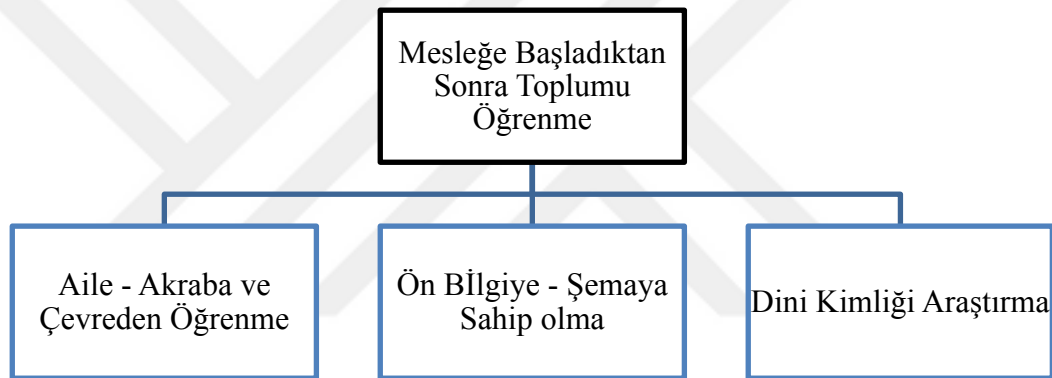 Mesleğe Başladıktan
Sonra Toplumu
Öğrenme
Aile - Akraba ve
Çevreden Öğrenme
Ön Bİlgiye - Şemaya
Sahip olma
Dini Kimliği Araştırma